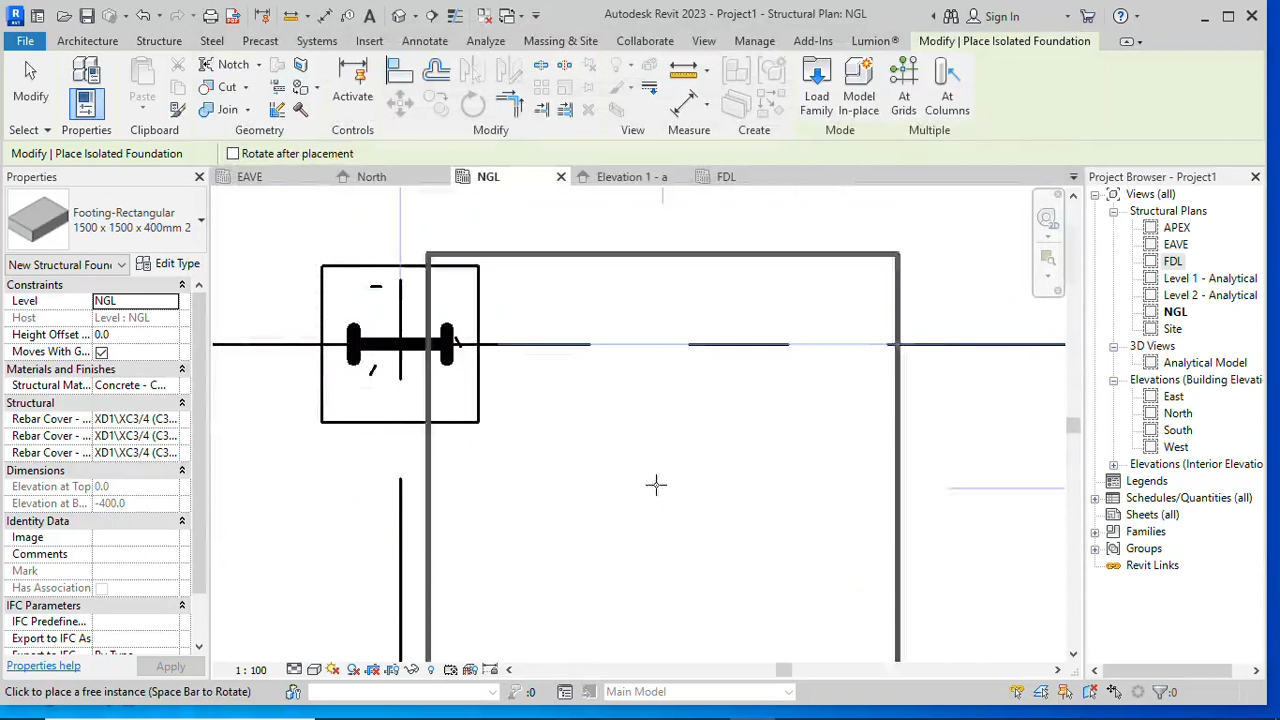 Autodesk Revit 2023 - Project1 - Structural Plan: NGL
Sign In
File Architecture Structure Steel Precast Systems Insert Annotate Analyze Massing & Site Collaborate View Manage Add-Ins Lumion® Modify | Place Isolated Foundation
Modify Paste Notch Cut Join Activate Load Family Model In-place At Grids At Columns
Select Properties Clipboard Geometry Controls Modify View Measure Create Mode Multiple
Modify | Place Isolated Foundation Rotate after placement
Properties
EAVE North NGL Elevation 1 - a FDL
Project Browser - Project1
Footing-Rectangular
1500 x 1500 x 400mm 2
New Structural Foun Edit Type
Constraints
Level NGL
Host Level : NGL
Height Offset ... 0.0
Moves With G...
Materials and Finishes
Structural Mat... Concrete - C...
Structural
Rebar Cover - ... XD1\XC3/4 (C3...
Rebar Cover - ... XD1\XC3/4 (C3...
Rebar Cover - ... XD1\XC3/4 (C3...
Dimensions
Elevation at Top 0.0
Elevation at B... -400.0
Identity Data
Image
Comments
Mark
Has Association
IFC Parameters
IFC Predefine...
Export to IFC As
Properties help Apply
2D
Views (all)
Structural Plans
APEX
EAVE
FDL
Level 1 - Analytical
Level 2 - Analytical
NGL
Site
3D Views
Analytical Model
Elevations (Building Elevati
East
North
South
West
Elevations (Interior Elevatio
Legends
Schedules/Quantities (all)
Sheets (all)
Families
Groups
Revit Links
1 : 100
Click to place a free instance (Space Bar to Rotate) :0 Main Model :0